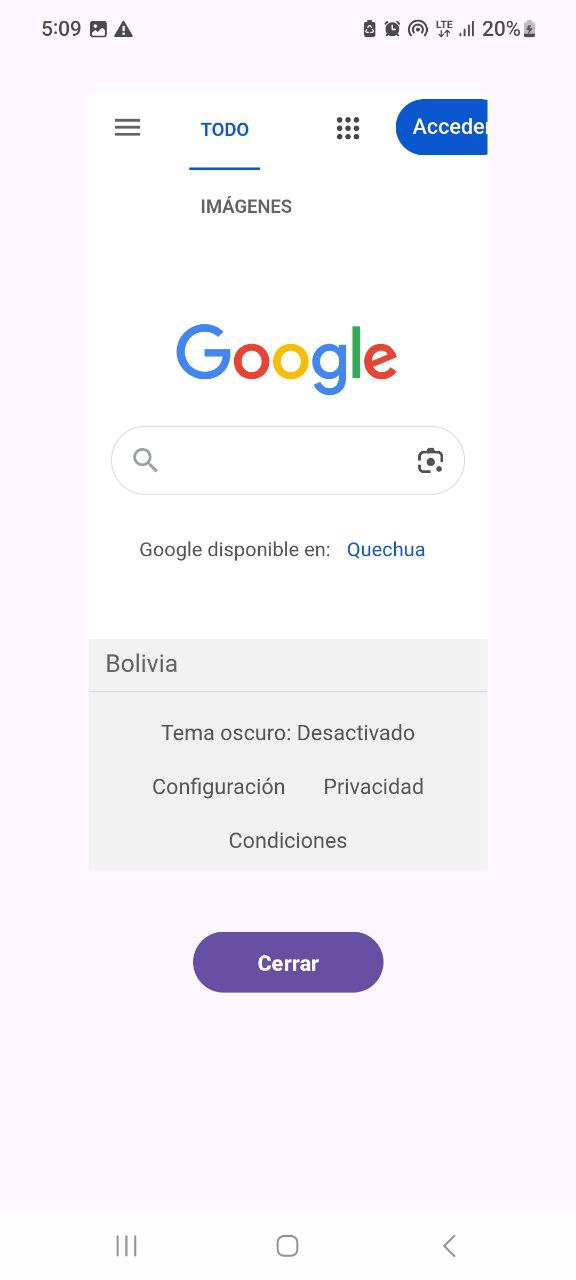 5:09 LTE 20%
TODO Acceder
IMÁGENES
Google
Google disponible en: Quechua
Bolivia
Tema oscuro: Desactivado
Configuración Privacidad
Condiciones
Cerrar